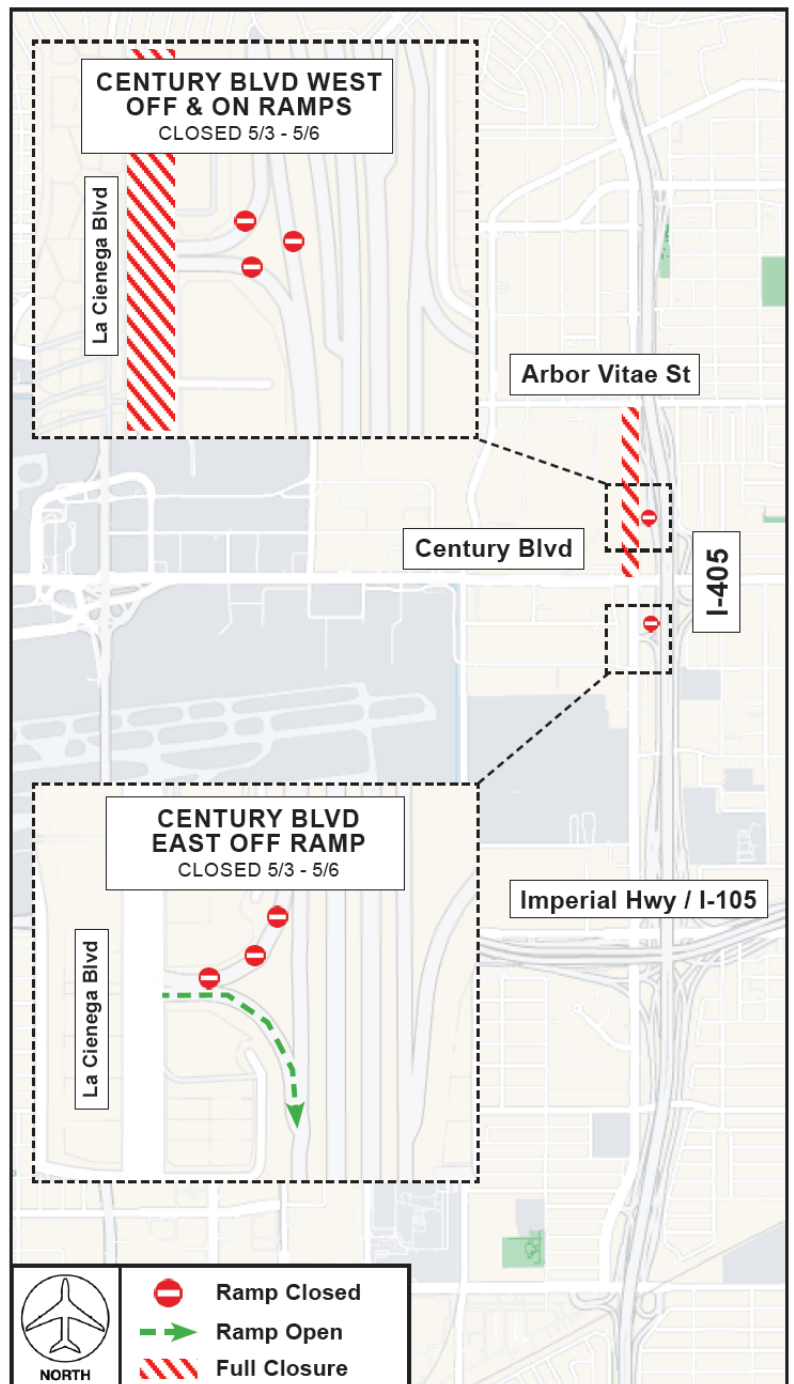 CENTURY BLVD WEST
OFF & ON RAMPS
CLOSED 5/3 - 5/6
La Cienega Blvd
Arbor Vitae St
Century Blvd
I-405
CENTURY BLVD
EAST OFF RAMP
CLOSED 5/3 - 5/6
La Cienega Blvd
Imperial Hwy / I-105
NORTH
Ramp Closed
Ramp Open
Full Closure